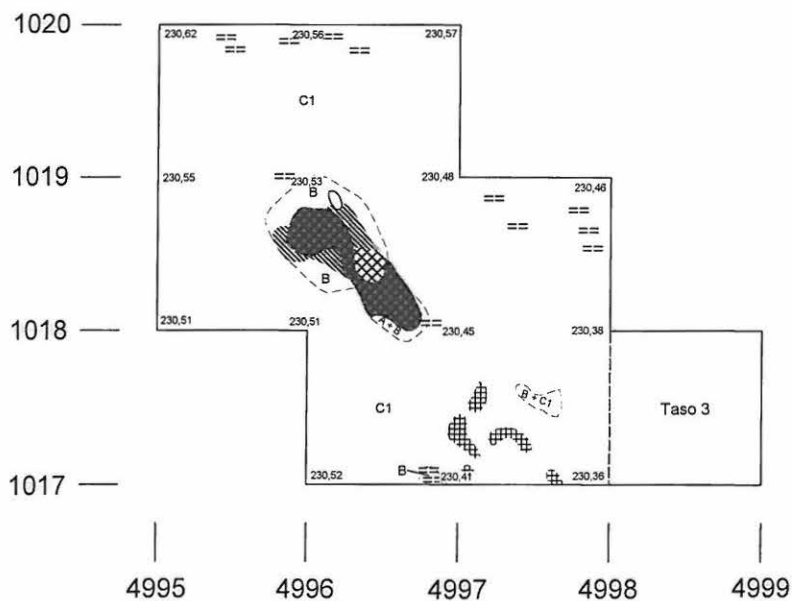 1020
230,62
230,56
230,57
C1
1019
230,55
230,53
230,48
230,46
B
B
A + B
1018
230,51
230,51
230,45
230,38
C1
B + C1
Taso 3
B
B
1017
230,52
230,41
230,36
4995
4996
4997
4998
4999